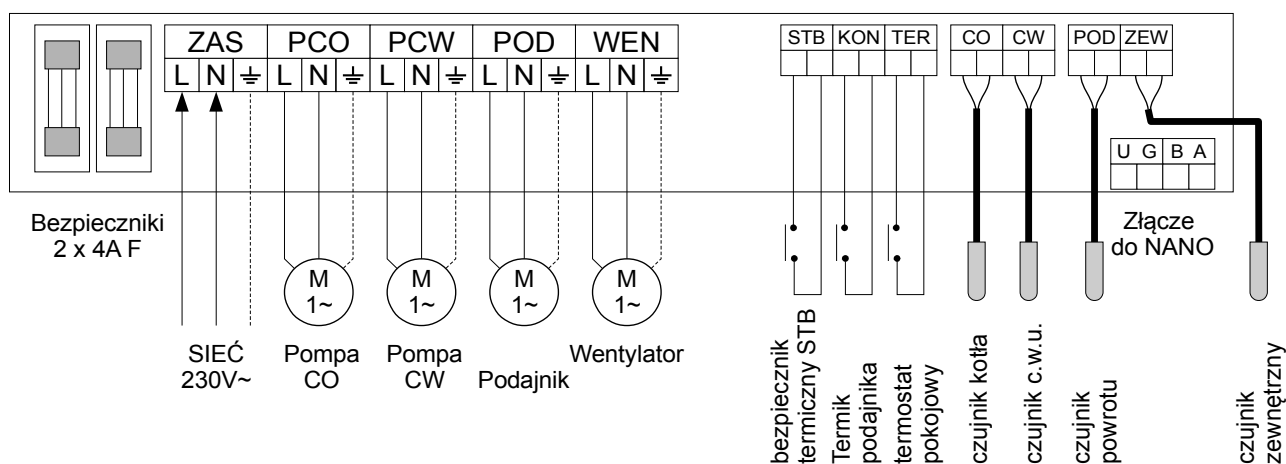 ZAS PCO PCW POD WEN
L N L N L N L N L N
STB KON TER
CO CW
POD ZEW
U G B A
Bezpieczniki
2 x 4A F
Złącze
do NANO
M
1~
M
1~
M
1~
M
1~
SIEĆ
230V~
Pompa
CO
Pompa
CW
Podajnik
Wentylator
bezpiecznik
termiczny STB
Termik
podajnika
termostat
pokojowy
czujnik kotła
czujnik c.w.u.
czujnik
powrotu
czujnik
zewnętrzny